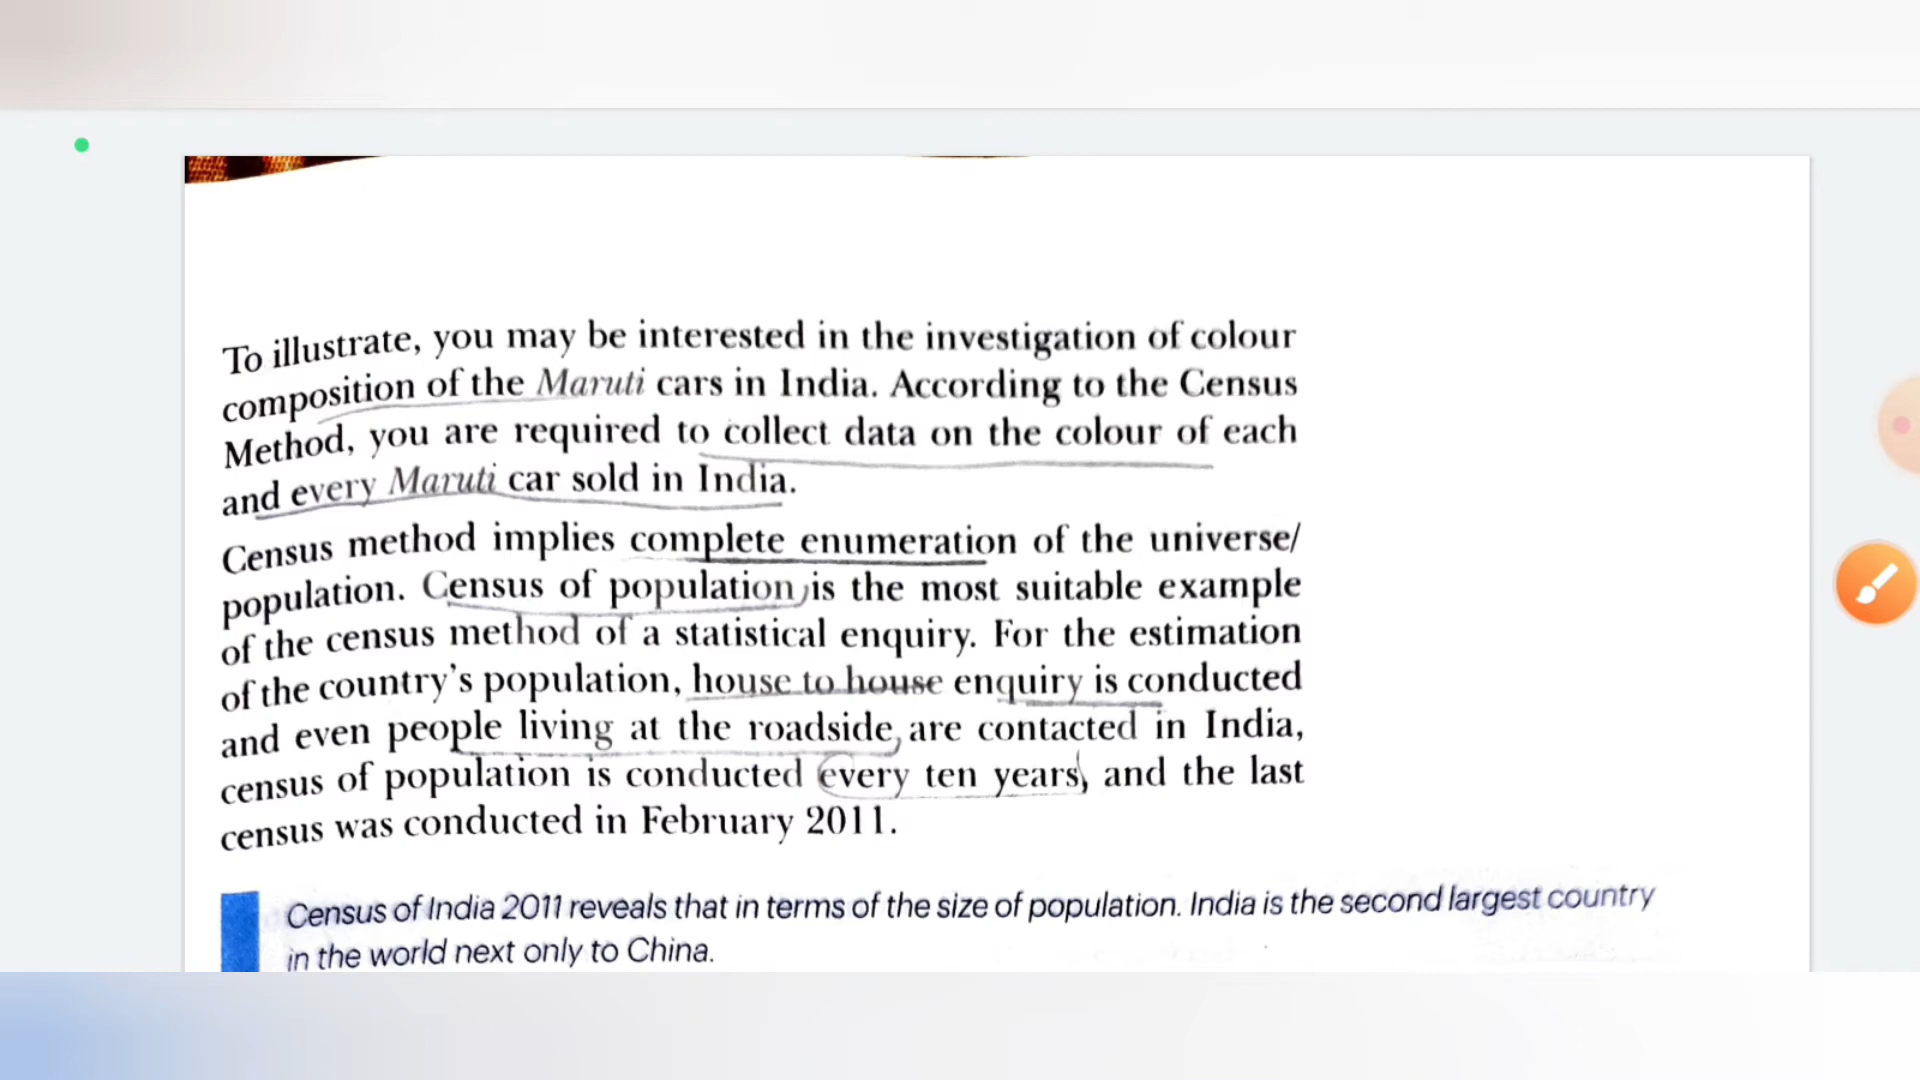 To illustrate, you may be interested in the investigation of colour
composition of the Maruti cars in India. According to the Census
Method, you are required to collect data on the colour of each
and every Maruti car sold in India.
Census method implies complete enumeration of the universe/
population. Census of population, is the most suitable example
of the census method of a statistical enquiry. For the estimation
of the country's population, house to house enquiry is conducted
and even people living at the roadside, are contacted in India,
census of population is conducted every ten years, and the last
census was conducted in February 2011.
Census of India 2011 reveals that in terms of the size of population. India is the second largest country
in the world next only to China.